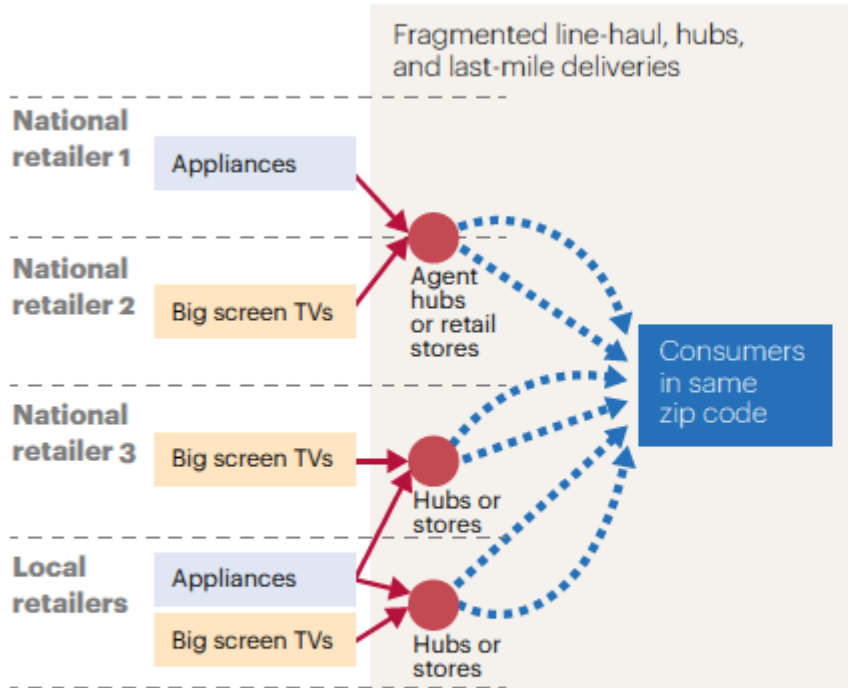 Fragmented line-haul, hubs,
and last-mile deliveries
National
retailer 1
Appliances
National
retailer 2
Big screen TVs
Agent
hubs
or retail
stores
Consumers
in same
zip code
National
retailer 3
Big screen TVs
Hubs or
stores
Local
retailers
Appliances
Big screen TVs
Hubs or
stores